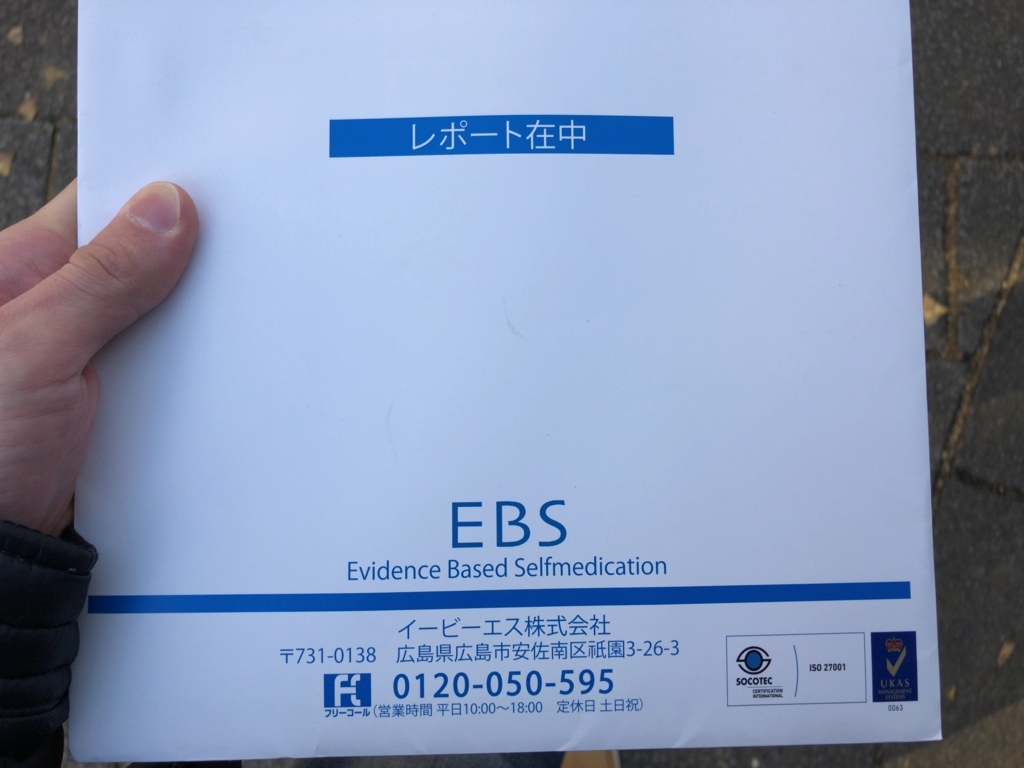 レポート在中
EBS
Evidence Based Selfmedication
イービーエス株式会社
〒731-0138 広島県広島市安佐南区祇園3-26-3
フリーコール
0120-050-595
(営業時間 平日10:00～18:00 定休日 土日祝)
SOCOTEC
CERTIFICATION
INTERNATIONAL
ISO 27001
UKAS
MANAGEMENT
SYSTEMS
0063